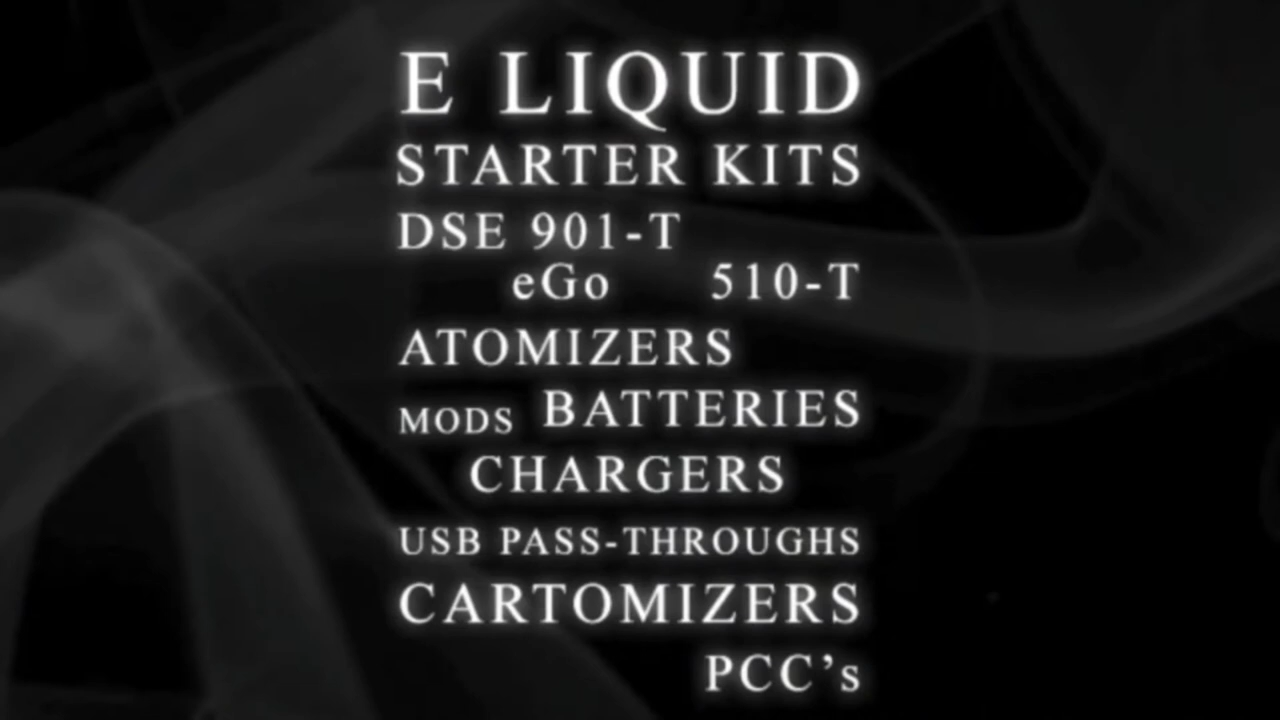 E LIQUID
STARTER KITS
DSE 901-T
eGo 510-T
ATOMIZERS
MODS BATTERIES
CHARGERS
USB PASS-THROUGHS
CARTOMIZERS
PCC’s